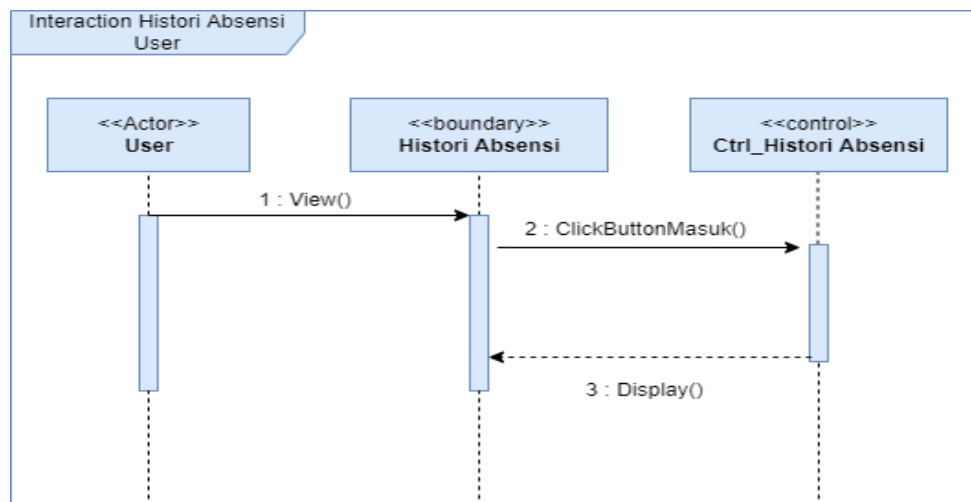 Interaction Histori Absensi
User
<<Actor>>
User
<<boundary>>
Histori Absensi
<<control>>
Ctrl_Histori Absensi
1 : View()
2 : ClickButtonMasuk()
3 : Display()